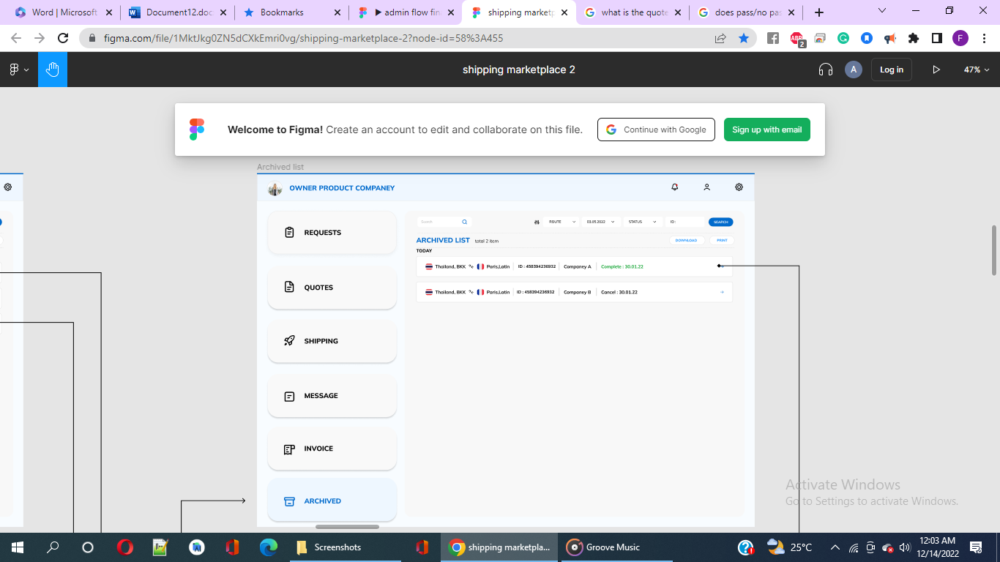 Word | Microsoft
Document12.doc
Bookmarks
admin flow fin
shipping marketp
what is the quote
does pass/no pas
figma.com/file/1MktJkg0ZN5dCXkEmri0vg/shipping-marketplace-2?node-id=58%3A455
ABP
2
F
shipping marketplace 2
A
Log in
47%
Welcome to Figma! Create an account to edit and collaborate on this file.
Continue with Google
Sign up with email
Archived list
OWNER PRODUCT COMPANEY
REQUESTS
QUOTES
SHIPPING
MESSAGE
INVOICE
ARCHIVED
Search
ROUTE
03.05.2022
STATUS
ID :
SEARCH
ARCHIVED LIST total 2 item
DOWNLOAD
PRINT
TODAY
Thailand, BKK Paris,Latin ID : 458394236932 Companey A Complete : 30.01.22
Thailand, BKK Paris,Latin ID : 458394236932 Companey B Cancel : 30.01.22
Activate Windows
Go to Settings to activate Windows.
Screenshots
shipping marketpla...
Groove Music
25°C
12:03 AM
12/14/2022